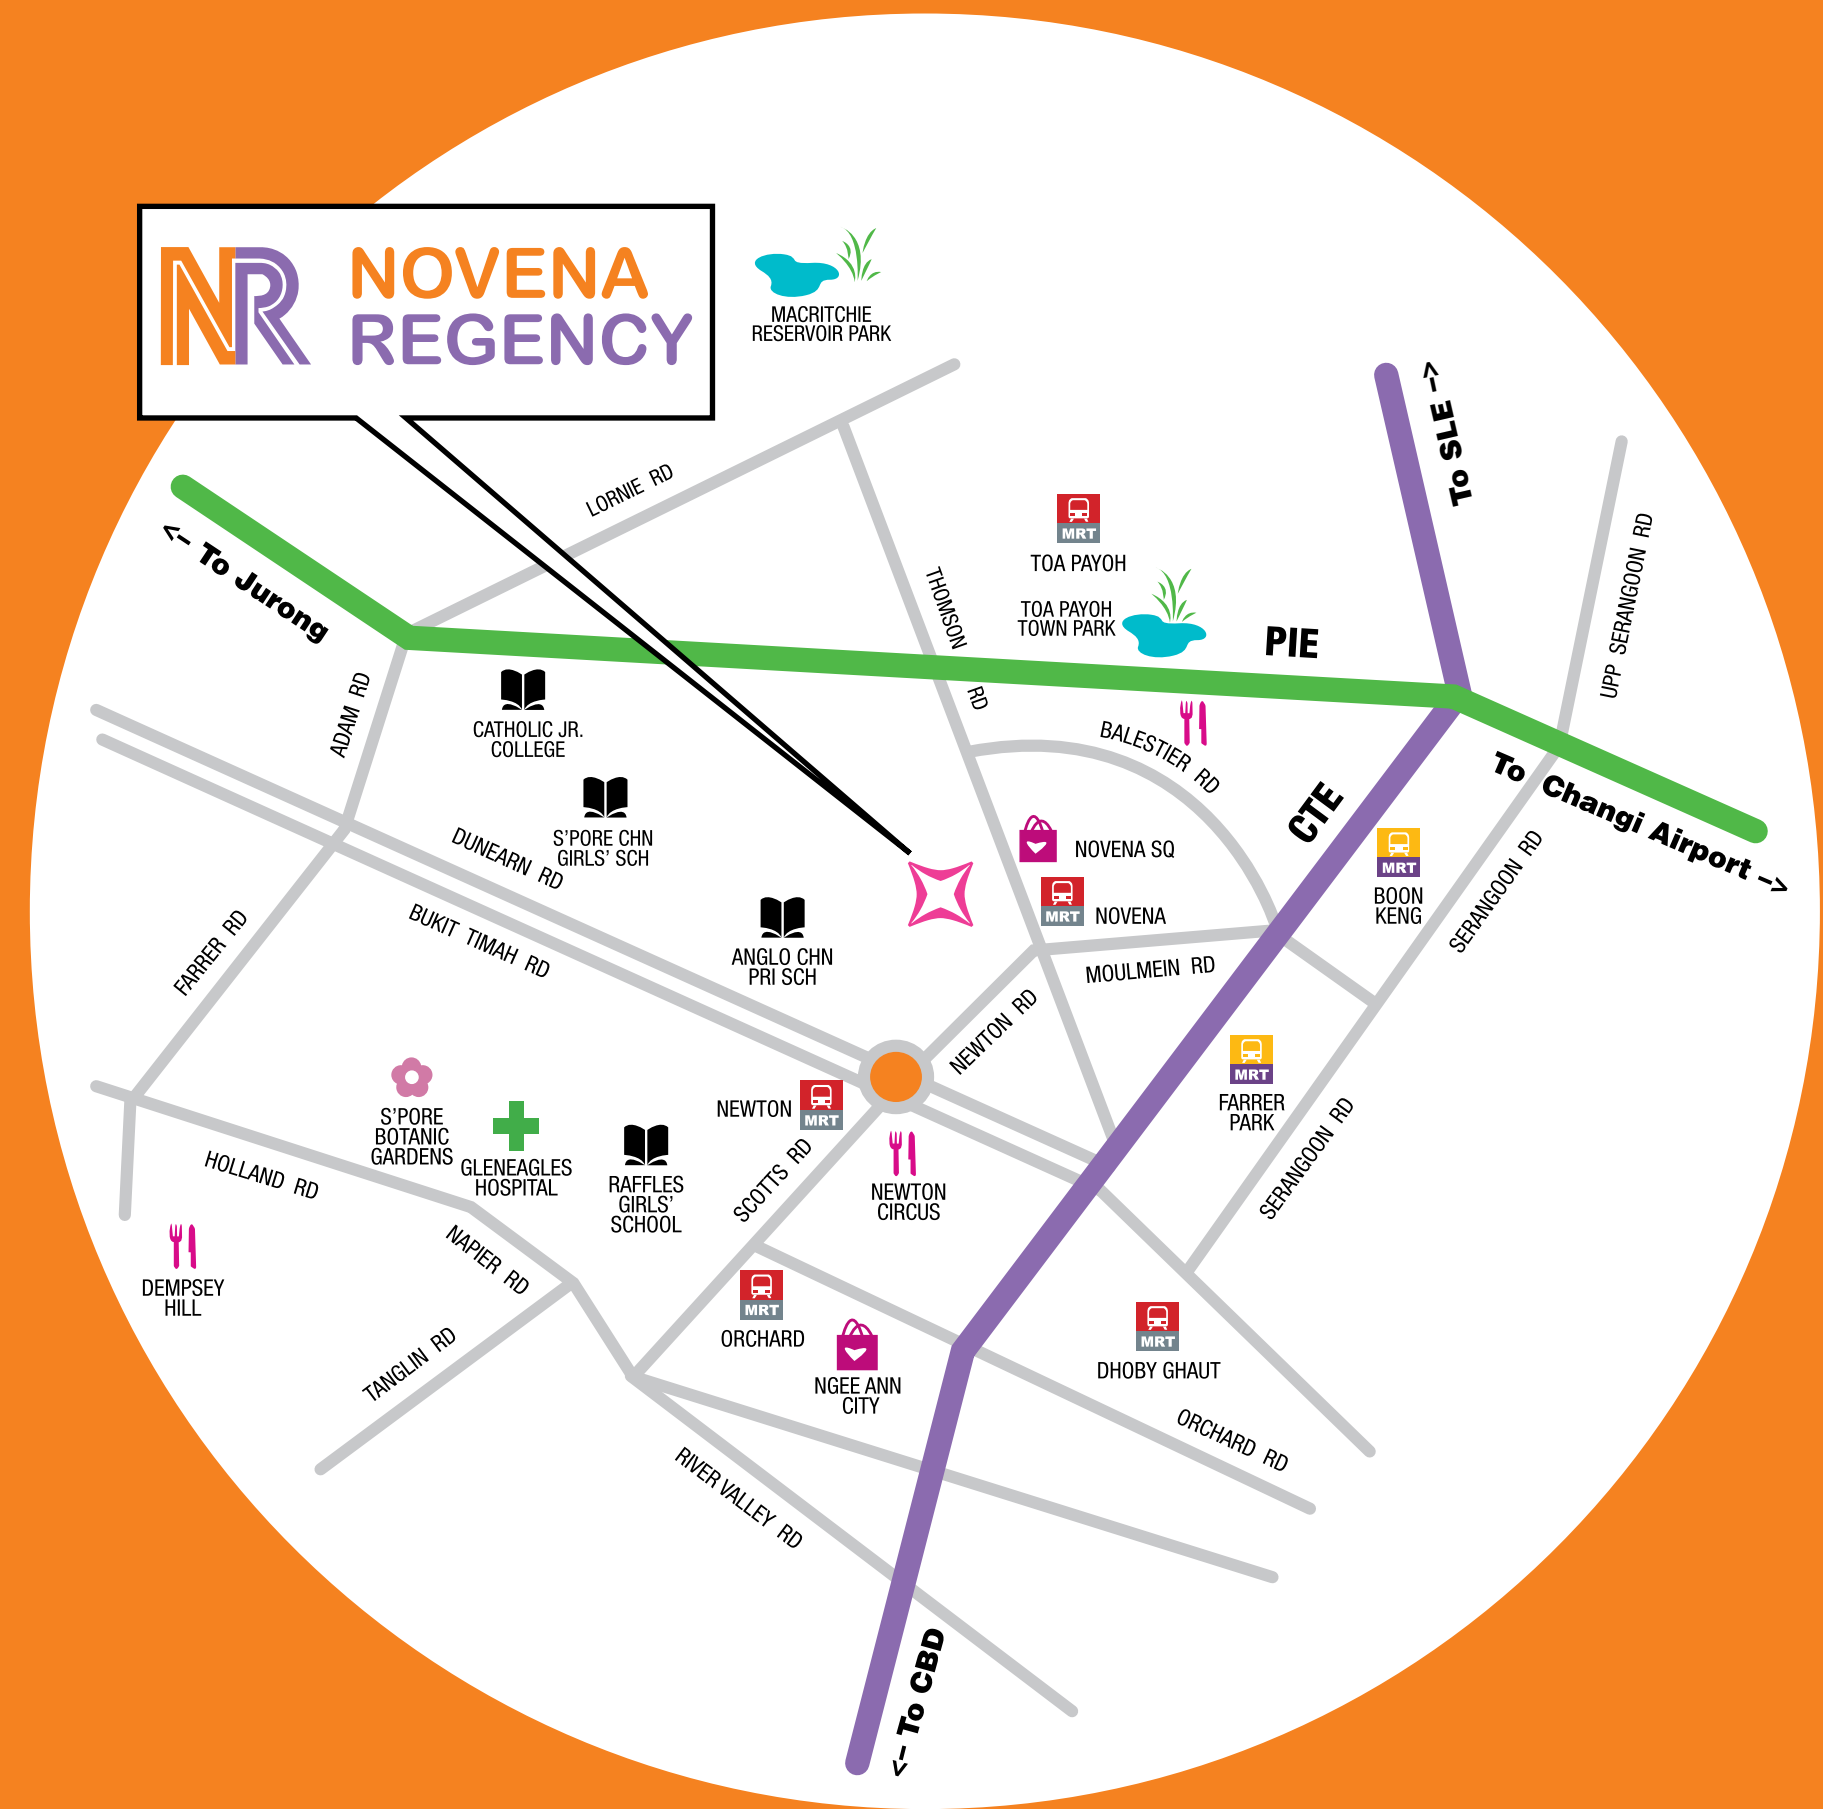 NR
NOVENA
REGENCY
MACRITCHIE
RESERVOIR PARK
<– To SLE
LORNIE RD
<– To Jurong
MRT
TOA PAYOH
THOMSON RD
TOA PAYOH
TOWN PARK
PIE
UPP SERANGOON RD
ADAM RD
CATHOLIC JR.
COLLEGE
BALESTIER RD
To Changi Airport –>
CTE
S'PORE CHN
GIRLS' SCH
DUNEARN RD
NOVENA SQ
MRT
NOVENA
MRT
BOON
KENG
SERANGOON RD
BUKIT TIMAH RD
FARRER RD
ANGLO CHN
PRI SCH
MOULMEIN RD
NEWTON RD
MRT
FARRER
PARK
SERANGOON RD
NEWTON
MRT
S'PORE
BOTANIC
GARDENS
GLENEAGLES
HOSPITAL
RAFFLES
GIRLS'
SCHOOL
SCOTTS RD
NEWTON
CIRCUS
HOLLAND RD
NAPIER RD
DEMPSEY
HILL
TANGLIN RD
MRT
ORCHARD
NGEE ANN
CITY
MRT
DHOBY GHAUT
ORCHARD RD
RIVER VALLEY RD
<– To CBD